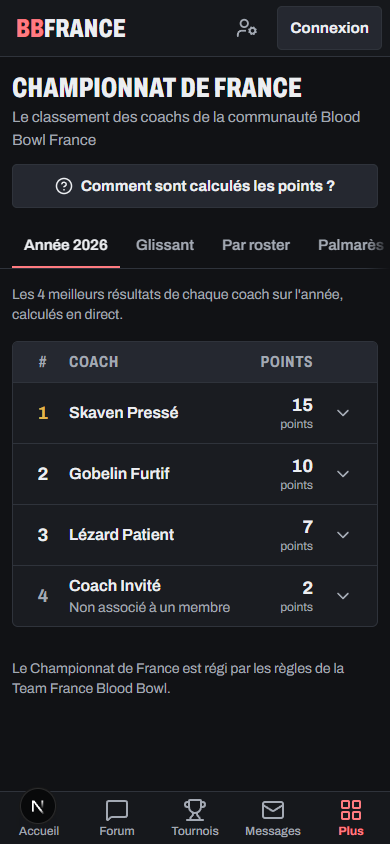 BBFRANCE
Connexion
CHAMPIONNAT DE FRANCE
Le classement des coachs de la communauté Blood
Bowl France
Comment sont calculés les points ?
Année 2026 Glissant Par roster Palmarès
Les 4 meilleurs résultats de chaque coach sur l'année,
calculés en direct.
# COACH POINTS
1 Skaven Pressé 15
points
2 Gobelin Furtif 10
points
3 Lézard Patient 7
points
4 Coach Invité 2
Non associé à un membre points
Le Championnat de France est régi par les règles de la
Team France Blood Bowl.
N
Accueil Forum Tournois Messages Plus